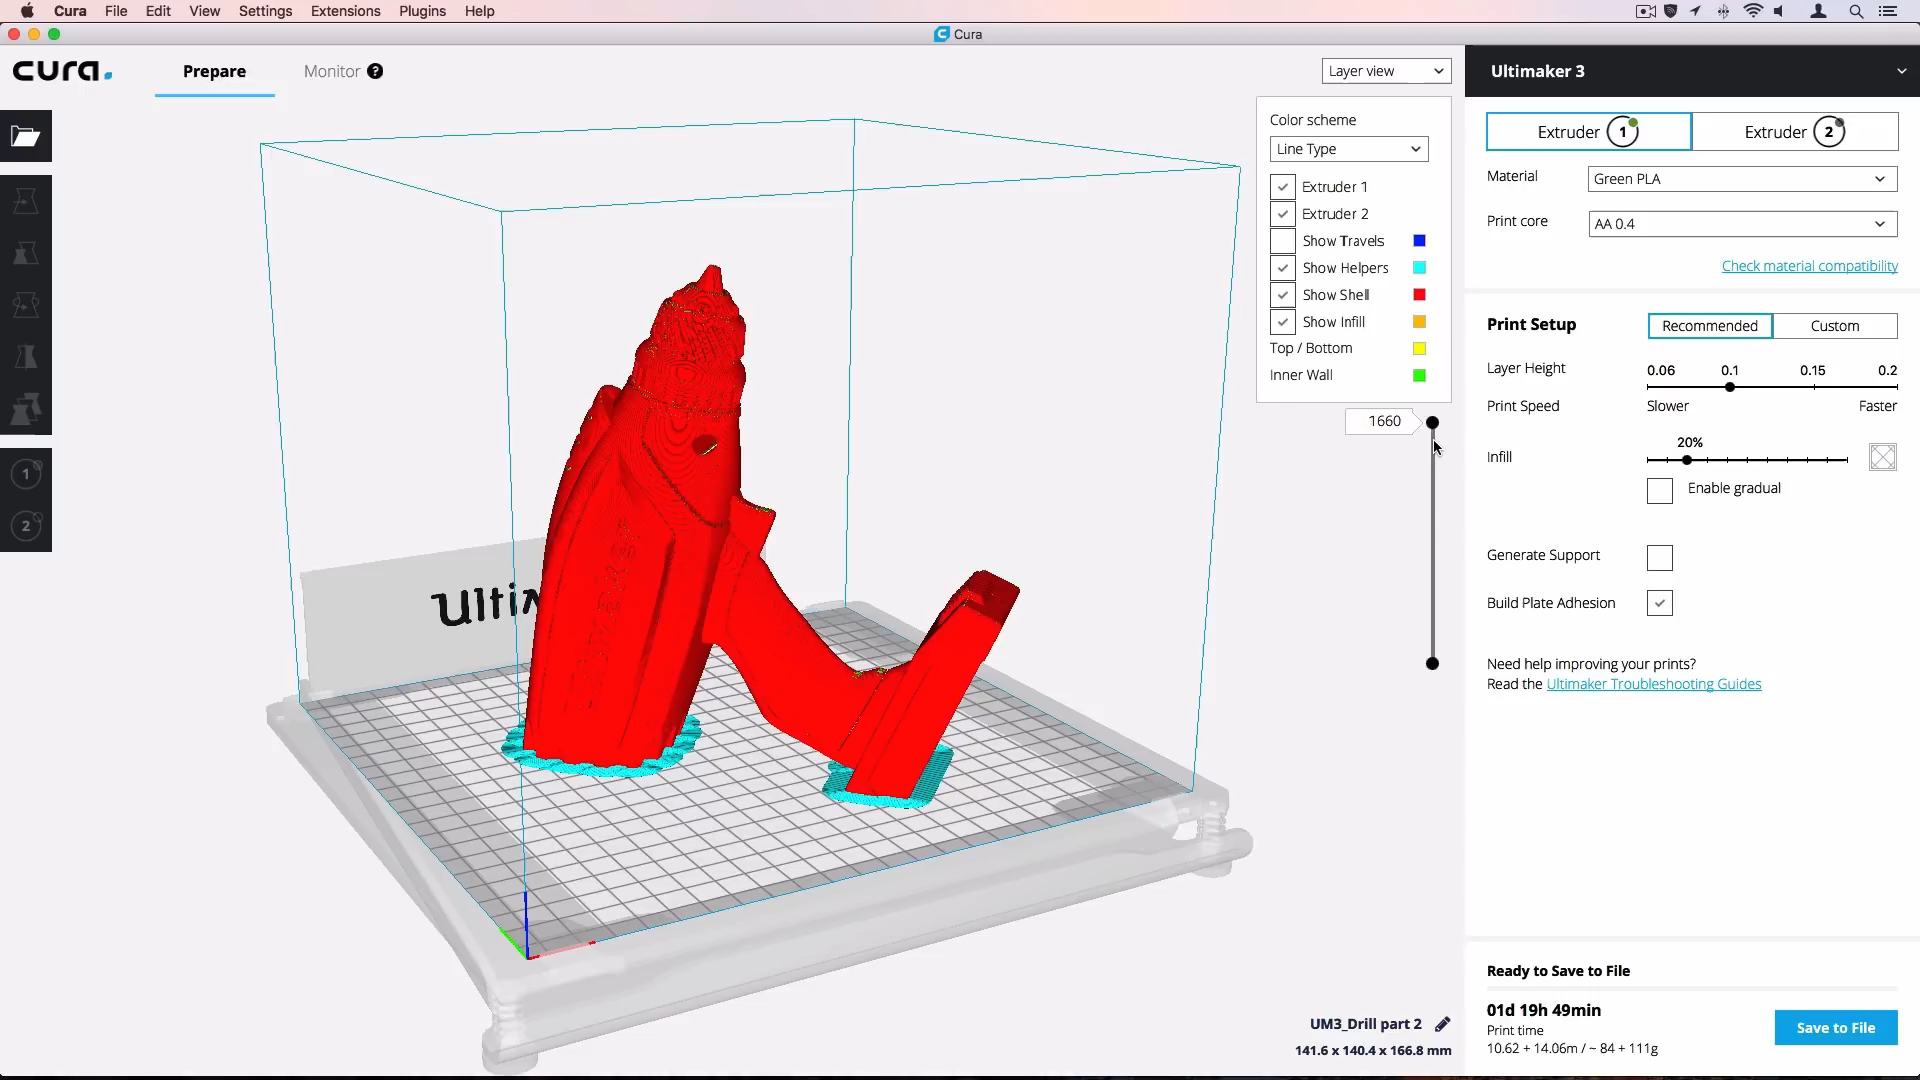 Cura File Edit View Settings Extensions Plugins Help
Cura
cura.
Prepare
Monitor ?
Layer view
Ultimaker 3
Color scheme
Line Type
Extruder 1
Extruder 2
Show Travels
Show Helpers
Show Shell
Show Infill
Top / Bottom
Inner Wall
1660
1
2
Extruder 1
Extruder 2
Material
Green PLA
Print core
AA 0.4
Check material compatibility
Print Setup
Recommended
Custom
Layer Height
0.06 0.1 0.15 0.2
Print Speed
Slower
Faster
20%
Infill
Enable gradual
Generate Support
Build Plate Adhesion
Need help improving your prints?
Read the Ultimaker Troubleshooting Guides
UM3_Drill part 2
141.6 x 140.4 x 166.8 mm
Ready to Save to File
01d 19h 49min
Print time
10.62 + 14.06m / ~ 84 + 111g
Save to File